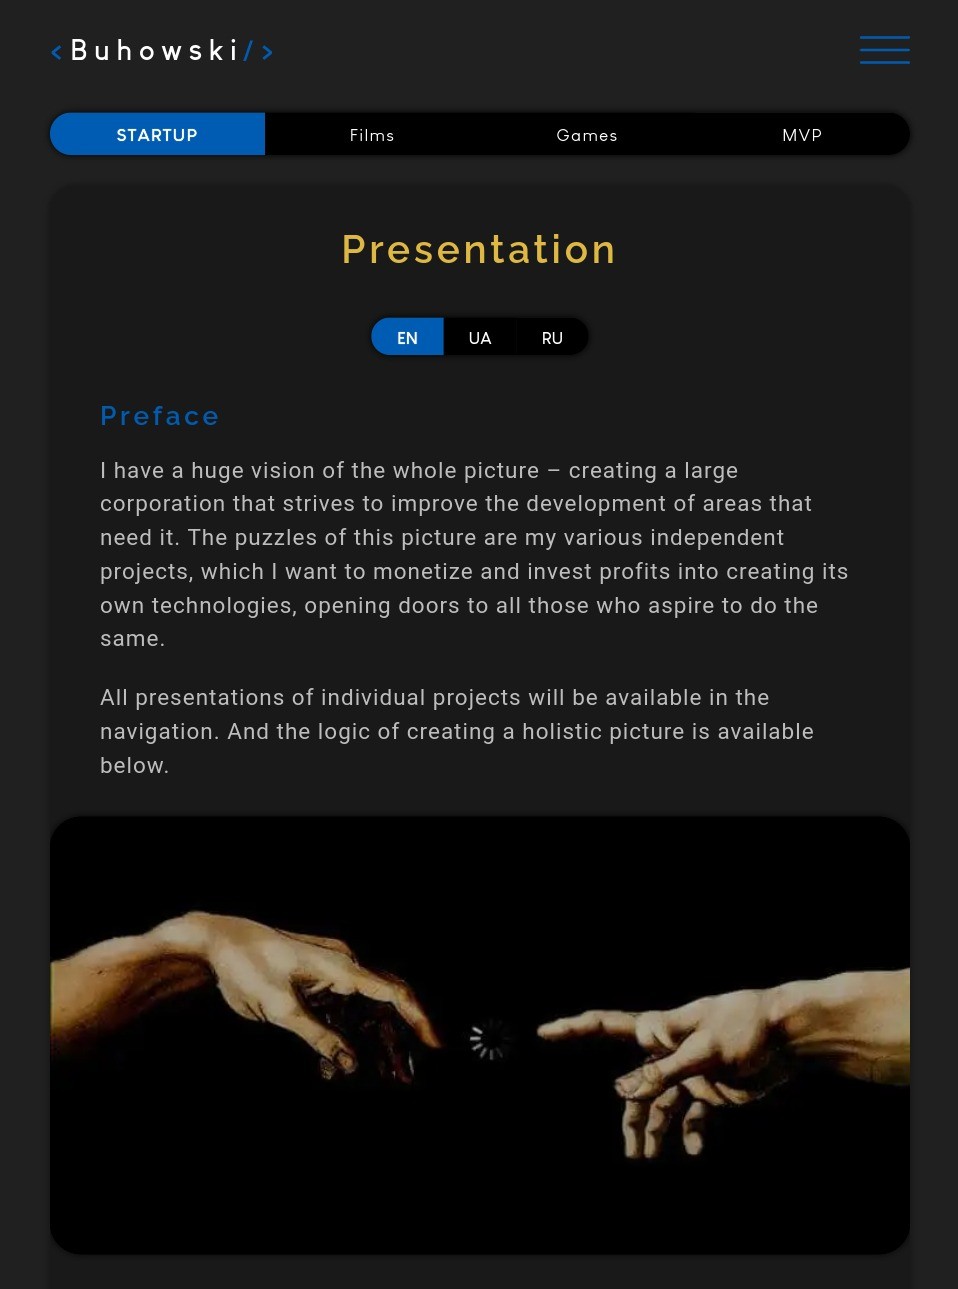 <Buhowski/>
STARTUP Films Games MVP
Presentation
EN UA RU
Preface
I have a huge vision of the whole picture – creating a large
corporation that strives to improve the development of areas that
need it. The puzzles of this picture are my various independent
projects, which I want to monetize and invest profits into creating its
own technologies, opening doors to all those who aspire to do the
same.
All presentations of individual projects will be available in the
navigation. And the logic of creating a holistic picture is available
below.